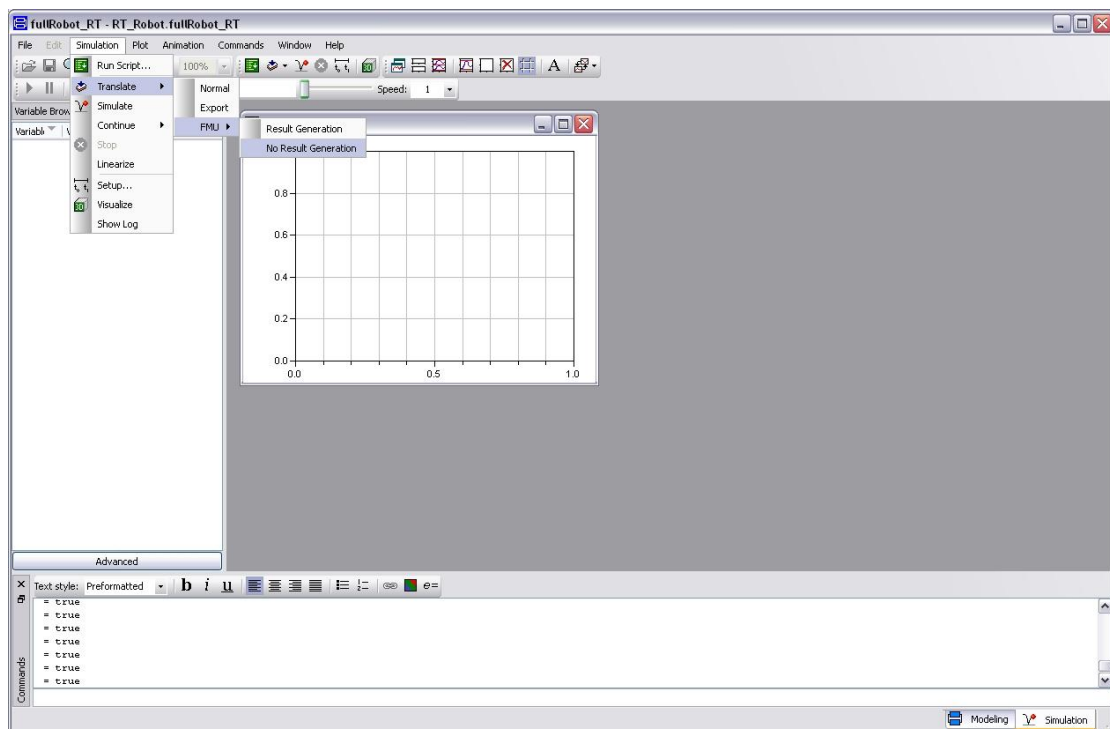 fullRobot_RT - RT_Robot.fullRobot_RT
File Edit Simulation Plot Animation Commands Window Help
Run Script... 100% A
Translate Normal Speed: 1
Variable Brow Simulate Export
Variabl Continue FMU Result Generation
Stop No Result Generation
Linearize
Setup...
3D Visualize
Show Log
0.8
0.6
0.4
0.2
0.0
0.0 0.5 1.0
Advanced
Text style: Preformatted b i u e=
= true
= true
= true
= true
= true
= true
= true
Commands
Modeling Simulation